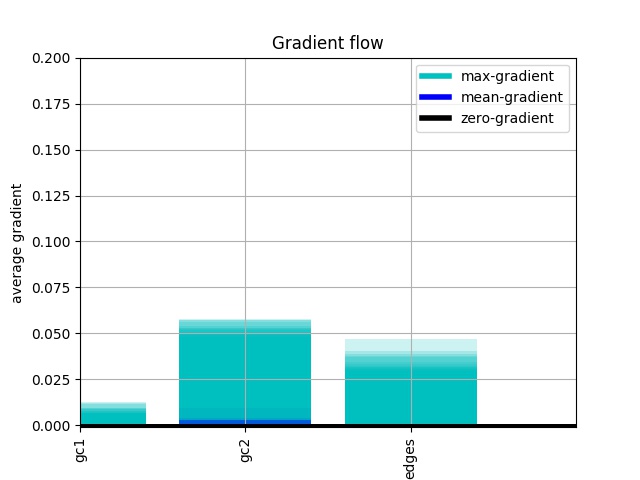 Gradient flow
max-gradient
mean-gradient
zero-gradient
average gradient
0.200
0.175
0.150
0.125
0.100
0.075
0.050
0.025
0.000
gc1
gc2
edges